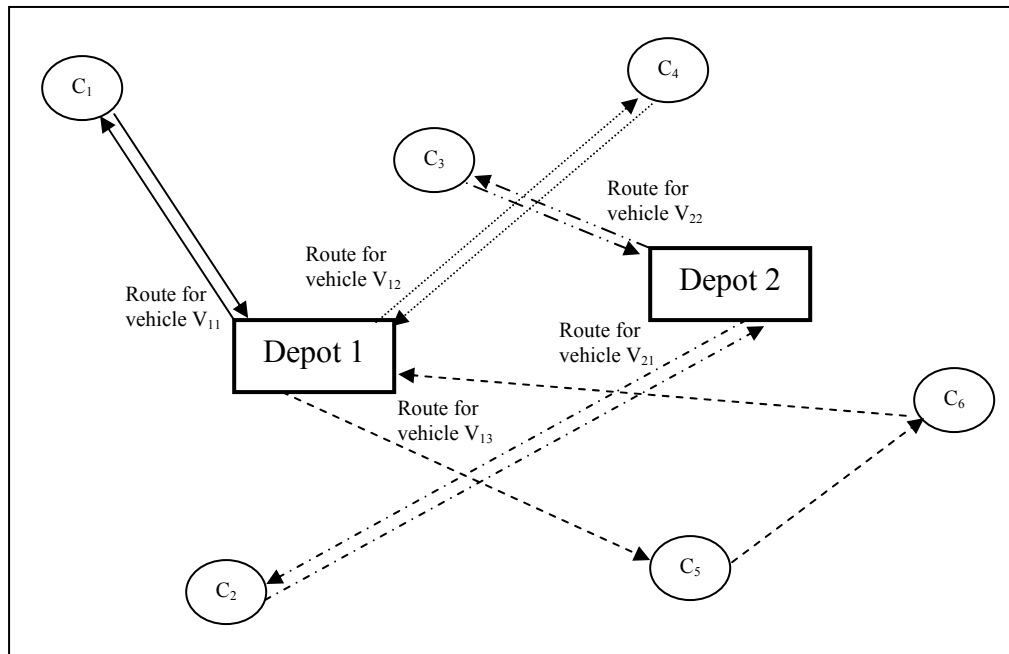 C₄
C₁
C₃
Route for
vehicle V₂₂
Route for
vehicle V₁₂
Depot 2
Route for
vehicle V₁₁
Depot 1
Route for
vehicle V₂₁
C₆
Route for
vehicle V₁₃
C₅
C₂